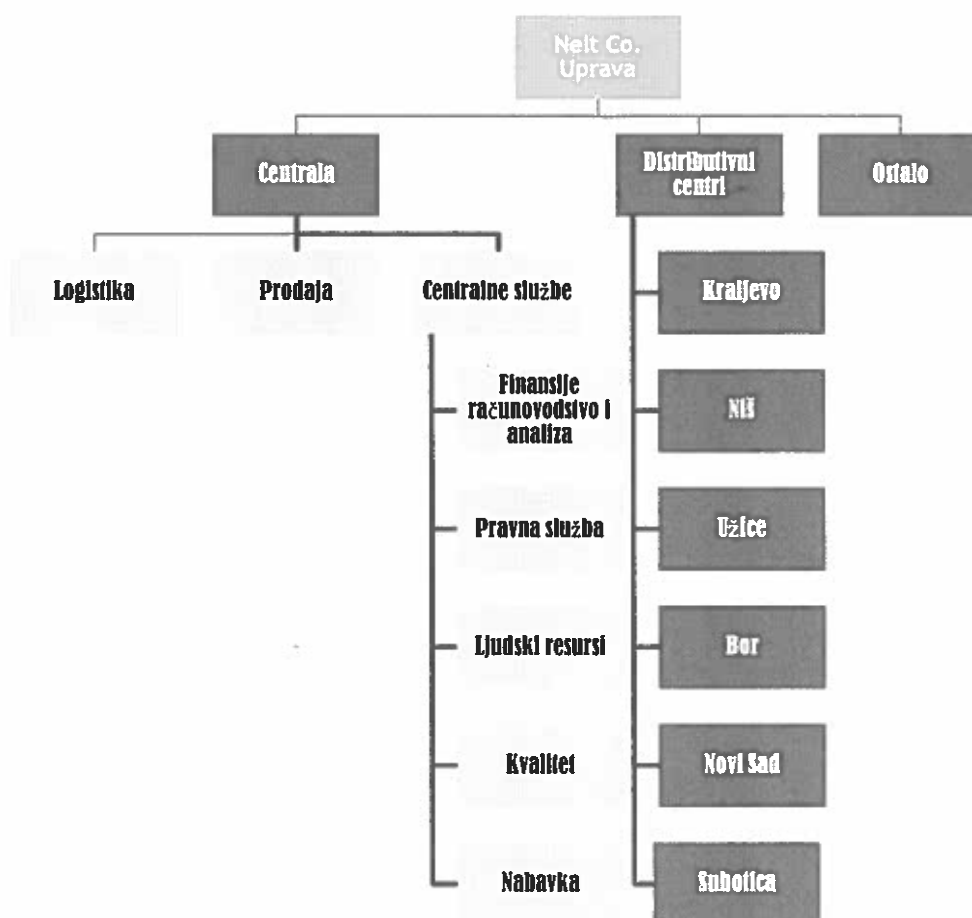 Nelt Co.
Uprava
Centrala
Distributivni
centri
Ostalo
Logistika
Prodaja
Centralne službe
Kraljevo
Finansije
računovodstvo i
analiza
Niš
Pravna služba
Užice
Ljudski resursi
Bor
Kvalitet
Novi Sad
Nabavka
Subotica